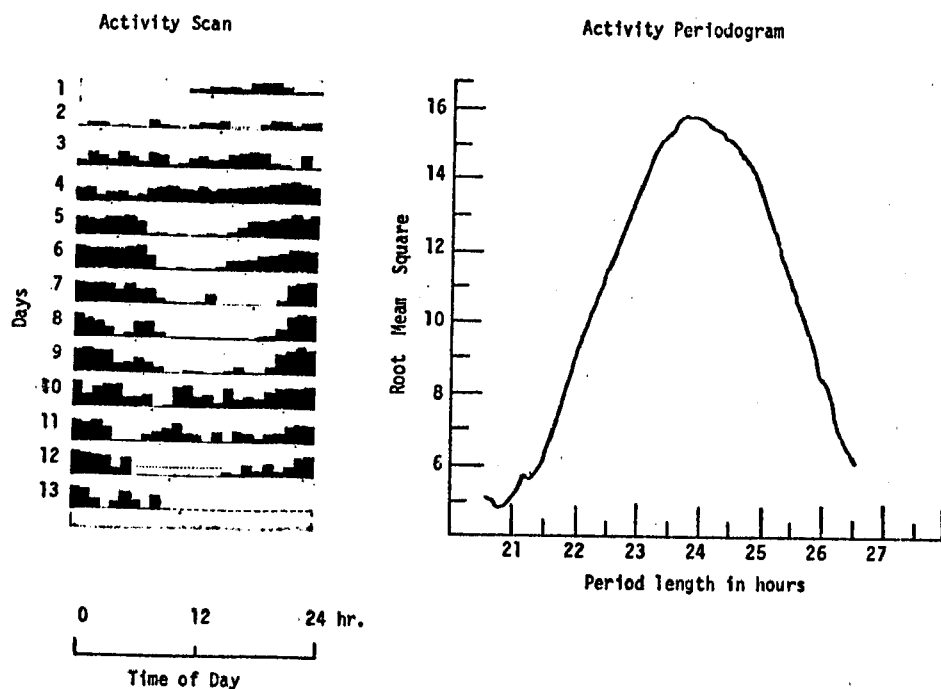 Activity Scan
1
2
3
4
5
6
7
8
9
10
11
12
13
Days
0 12 24 hr.
Time of Day
Activity Periodogram
16
14
12
10
8
6
Root Mean Square
21 22 23 24 25 26 27
Period length in hours